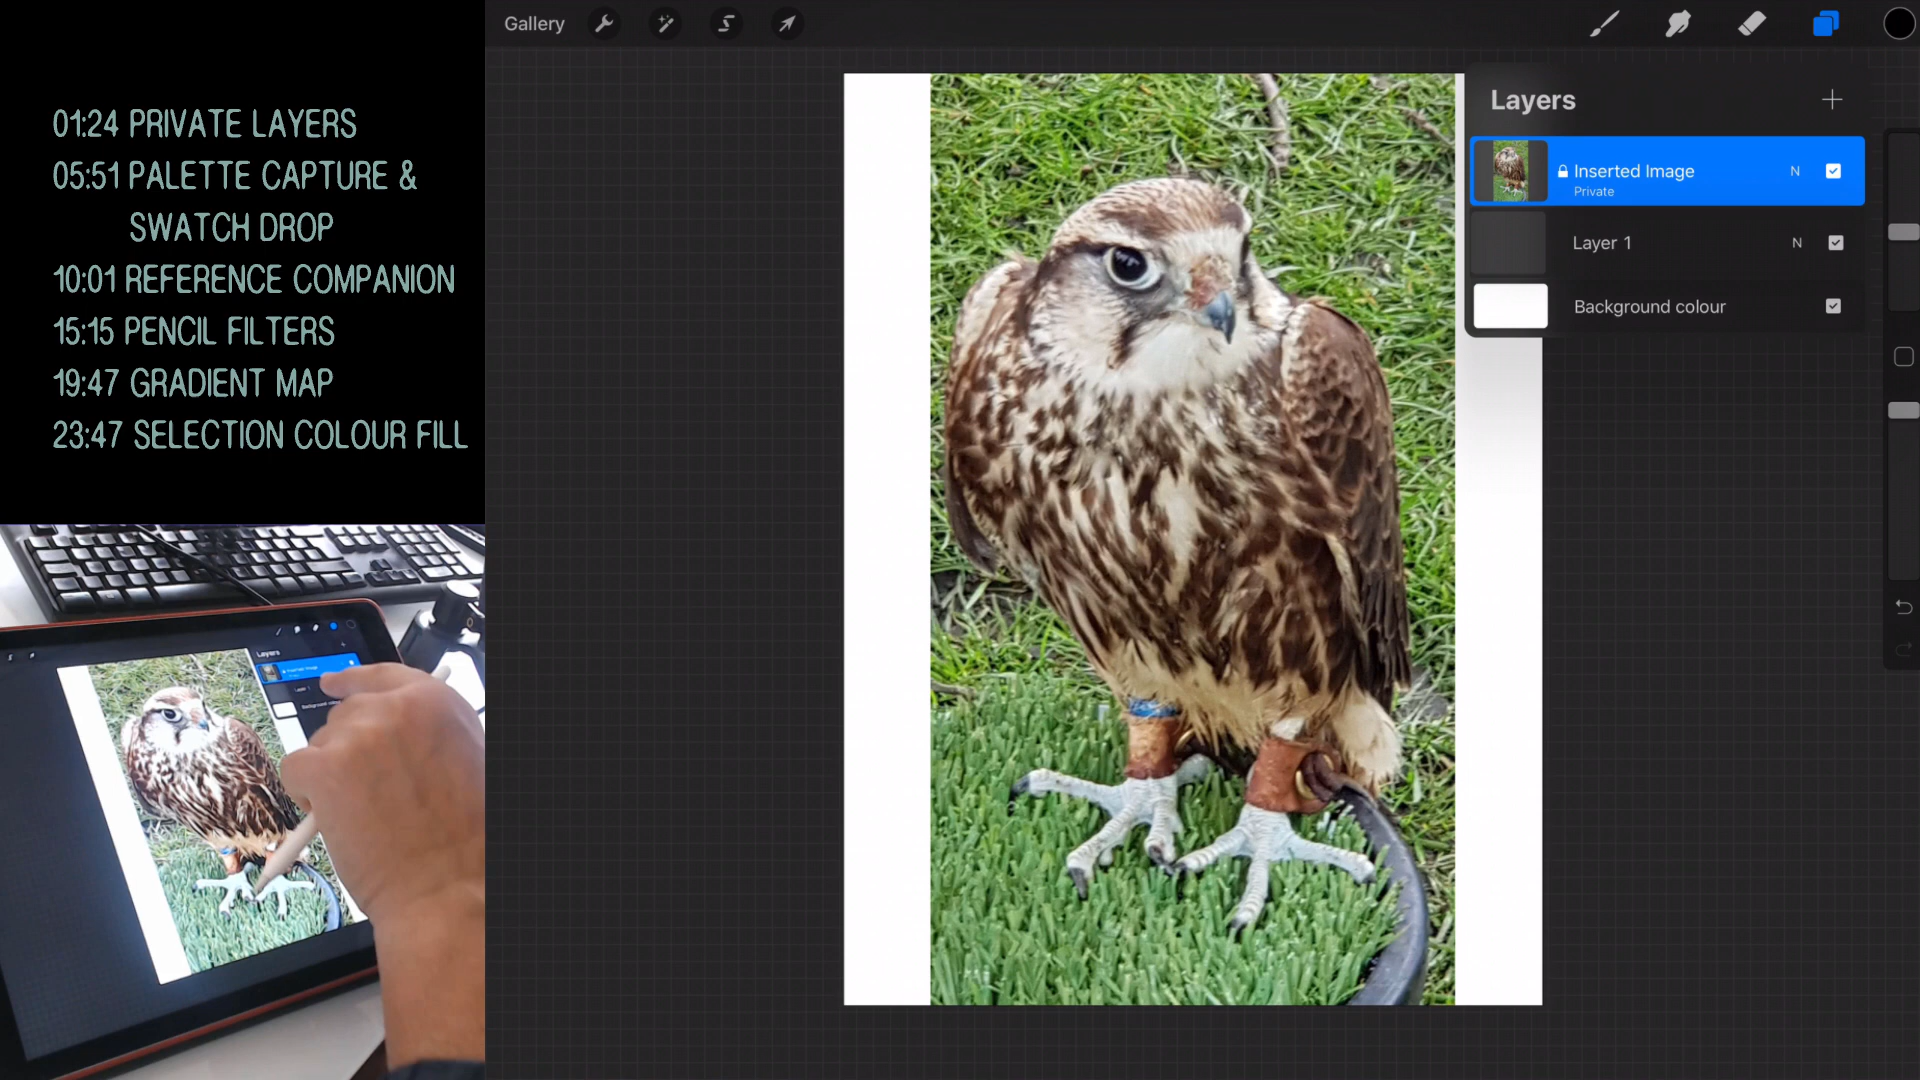 01:24 PRIVATE LAYERS
05:51 PALETTE CAPTURE &
SWATCH DROP
10:01 REFERENCE COMPANION
15:15 PENCIL FILTERS
19:47 GRADIENT MAP
23:47 SELECTION COLOUR FILL
Gallery
Layers
Inserted Image N
Private
Layer 1 N
Background colour
Layers